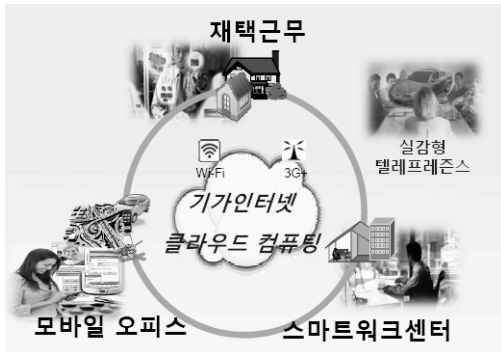 재택근무
실감형
텔레프레즌스
Wi-Fi
3G+
기가인터넷
클라우드 컴퓨팅
모바일 오피스
스마트워크센터